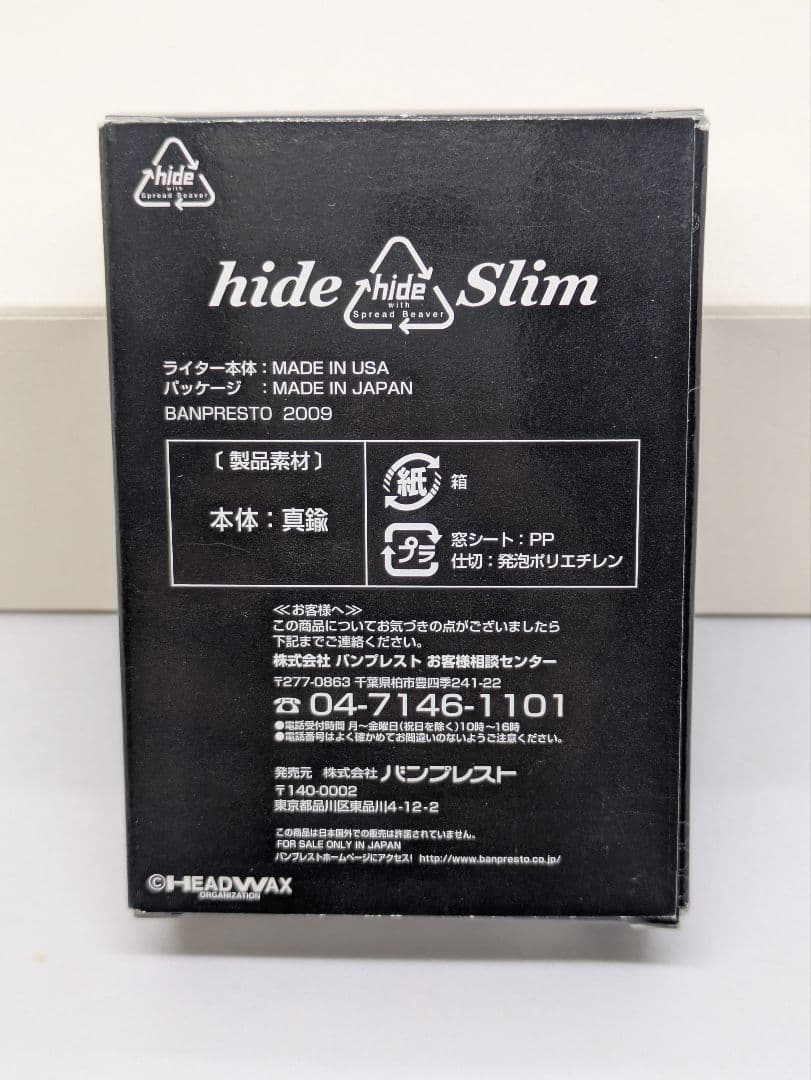 hide
with
Spread Beaver
hide hide Slim
with
Spread Beaver
ライター本体：MADE IN USA
パッケージ　：MADE IN JAPAN
BANPRESTO 2009
〔 製品素材 〕
本体：真鍮
紙 箱
プラ 窓シート：PP
仕切：発泡ポリエチレン
≪お客様へ≫
この商品についてお気づきの点がございましたら
下記までご連絡ください。
株式会社 バンプレスト お客様相談センター
〒277-0863 千葉県柏市豊四季241-22
☎ 04-7146-1101
●電話受付時間 月〜金曜日(祝日を除く)10時〜16時
●電話番号はよく確かめてお間違いのないようご注意ください。
発売元　株式会社 バンプレスト
〒140-0002
東京都品川区東品川4-12-2
この商品は日本国外での販売は許諾されていません。
FOR SALE ONLY IN JAPAN
バンプレストホームページにアクセス! http://www.banpresto.co.jp/
©HEADWAX
ORGANIZATION